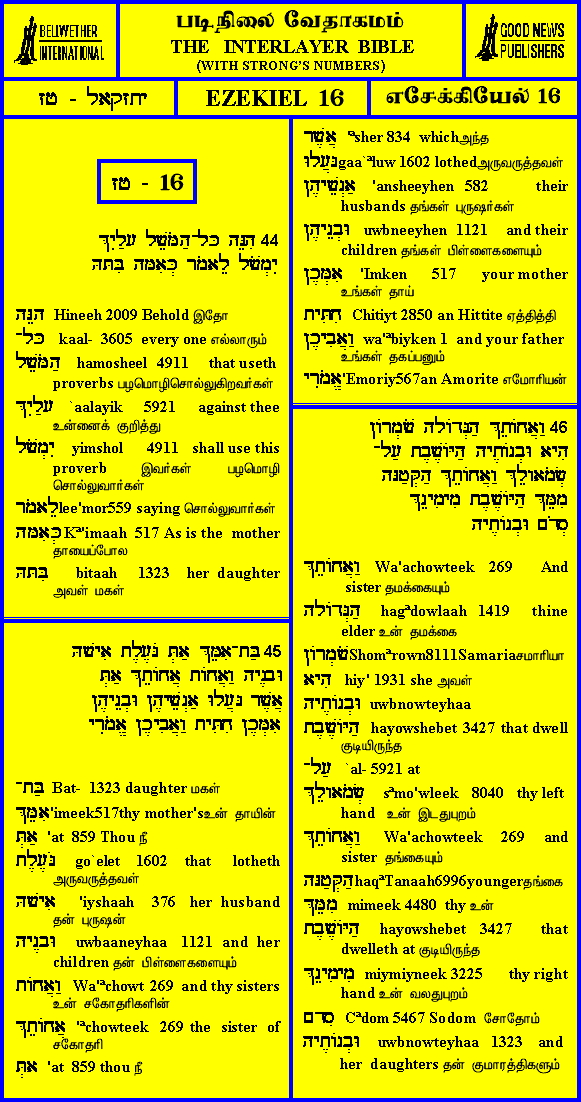 BELIWETHER
INTERNATIONAL
படிநிலை வேதாகமம்
THE INTERLAYER BIBLE
(WITH STRONG'S NUMBERS)
GOOD NEWS
PUBLISHERS
יחזקאל - טז
EZEKIEL 16
எசேக்கியேல் 16
טז - 16
44 הִנֵּה כָּל־הַמֹּשֵׁל עָלַיִךְ
יִמְשֹׁל לֵאמֹר כְּאִמָּה בִּתָּהּ
הִנֵּה Hineeh 2009 Behold இதோ
כָּל־ kaal- 3605 every one எல்லாரும்
הַמֹּשֵׁל hamosheel 4911 that useth
proverbs பழமொழிசொல்லுகிறவர்கள்
עָלַיִךְ `aalayik 5921 against thee
உன்னைக் குறித்து
יִמְשֹׁל yimshol 4911 shall use this
proverb இவர்கள் பழமொழி
சொல்லுவார்கள்
לֵאמֹר lee'mor559 saying சொல்லுவார்கள்
כְּאִמָּה Kª'imaah 517 As is the mother
தாயைப்போல
בִּתָּהּ bitaah 1323 her daughter
அவள் மகள்
45 בַּת־אִמֵּךְ אַתְּ גֹּעֶלֶת אִישָׁהּ
וּבָנֶיהָ וַאֲחוֹת אֲחוֹתֵךְ אַתְּ
אֲשֶׁר גָּעֲלוּ אַנְשֵׁיהֶן וּבְנֵיהֶן
אִמְּכֶן חִתִּית וַאֲבִיכֶן אֱמֹרִי
בַּת־ Bat- 1323 daughter மகள்
אִמֵּךְ 'imeek517thy mother'sஉன் தாயின்
אַתְּ 'at 859 Thou நீ
גֹּעֶלֶת go`elet 1602 that lotheth
அருவருத்தவள்
אִישָׁהּ 'iyshaah 376 her husband
தன் புருஷன்
וּבָנֶיהָ uwbaaneyhaa 1121 and her
children தன் பிள்ளைகளையும்
וַאֲחוֹת Wa'ªchowt 269 and thy sisters
உன் சகோதரிகளின்
אֲחוֹתֵךְ 'ªchowteek 269 the sister of
சகோதரி
אַתְּ 'at 859 thou நீ
אֲשֶׁר ªsher 834 whichஅந்த
גָּעֲלוּ gaa`ªluw 1602 lothedஅருவருத்தவள்
אַנְשֵׁיהֶן 'ansheeyhen 582 their
husbands தங்கள் புருஷர்கள்
וּבְנֵיהֶן uwbneeyhen 1121 and their
children தங்கள் பிள்ளைகளையும்
אִמְּכֶן 'Imken 517 your mother
உங்கள் தாய்
חִתִּית Chitiyt 2850 an Hittite ஏத்தித்தி
וַאֲבִיכֶן wa'ªbiyken 1 and your father
உங்கள் தகப்பனும்
אֱמֹרִי 'Emoriy567an Amorite எமோரியன்
46 וַאֲחוֹתֵךְ הַגְּדוֹלָה שֹׁמְרוֹן
הִיא וּבְנוֹתֶיהָ הַיּוֹשֶׁבֶת עַל־
שְׂמֹאולֵךְ וַאֲחוֹתֵךְ הַקְּטַנָּה
מִמֵּךְ הַיּוֹשֶׁבֶת מִימִינֵךְ
סְדֹם וּבְנוֹתֶיהָ
וַאֲחוֹתֵךְ Wa'achowteek 269 And
sister தமக்கையும்
הַגְּדוֹלָה hagªdowlaah 1419 thine
elder உன் தமக்கை
שֹׁמְרוֹן Shomªrown8111Samariaசமாரியா
הִיא hiy' 1931 she அவள்
וּבְנוֹתֶיהָ uwbnowteyhaa
הַיּוֹשֶׁבֶת hayowshebet 3427 that dwell
குடியிருந்த
עַל־ `al- 5921 at
שְׂמֹאולֵךְ sªmo'wleek 8040 thy left
hand உன் இடதுபுறம்
וַאֲחוֹתֵךְ Wa'achowteek 269 and
sister தங்கையும்
הַקְּטַנָּה haqªTanaah6996youngerதங்கை
מִמֵּךְ mimeek 4480 thy உன்
הַיּוֹשֶׁבֶת hayowshebet 3427 that
dwelleth at குடியிருந்த
מִימִינֵךְ miymiyneek 3225 thy right
hand உன் வலதுபுறம்
סְדֹם Cªdom 5467 Sodom சோதோம்
וּבְנוֹתֶיהָ uwbnowteyhaa 1323 and
her daughters தன் குமாரத்திகளும்